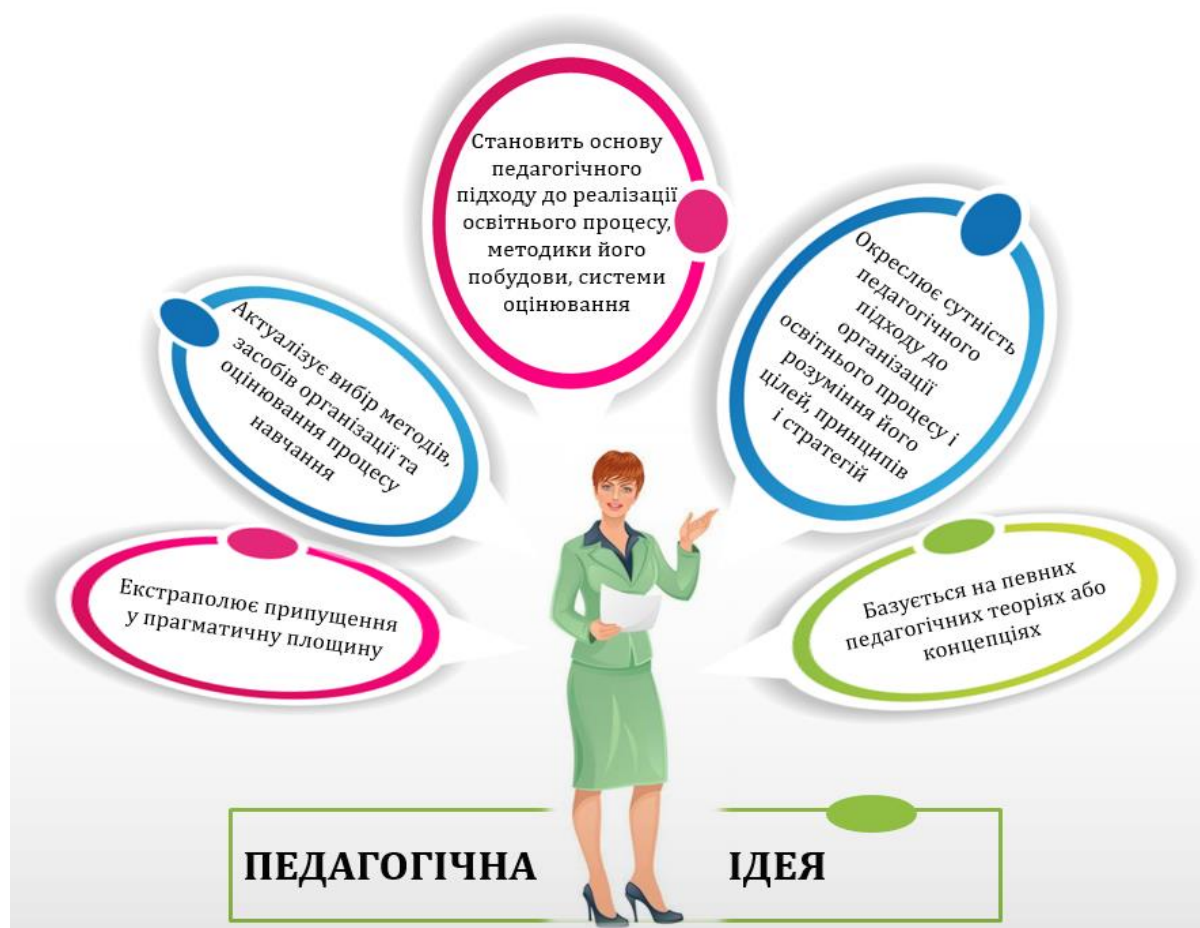 Становить основу
педагогічного
підходу до реалізації
освітнього процесу,
методики його
побудови, системи
оцінювання
Актуалізує вибір методів,
засобів організації та
оцінювання процесу
навчання
Окреслює сутність
педагогічного
підходу до
організації
освітнього процесу і
розуміння його
цілей, принципів
і стратегій
Екстраполює припущення
у прагматичну площину
Базується на певних
педагогічних теоріях або
концепціях
ПЕДАГОГІЧНА ІДЕЯ